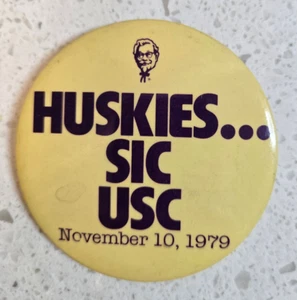 HUSKIES...
SIC
USC
November 10, 1979